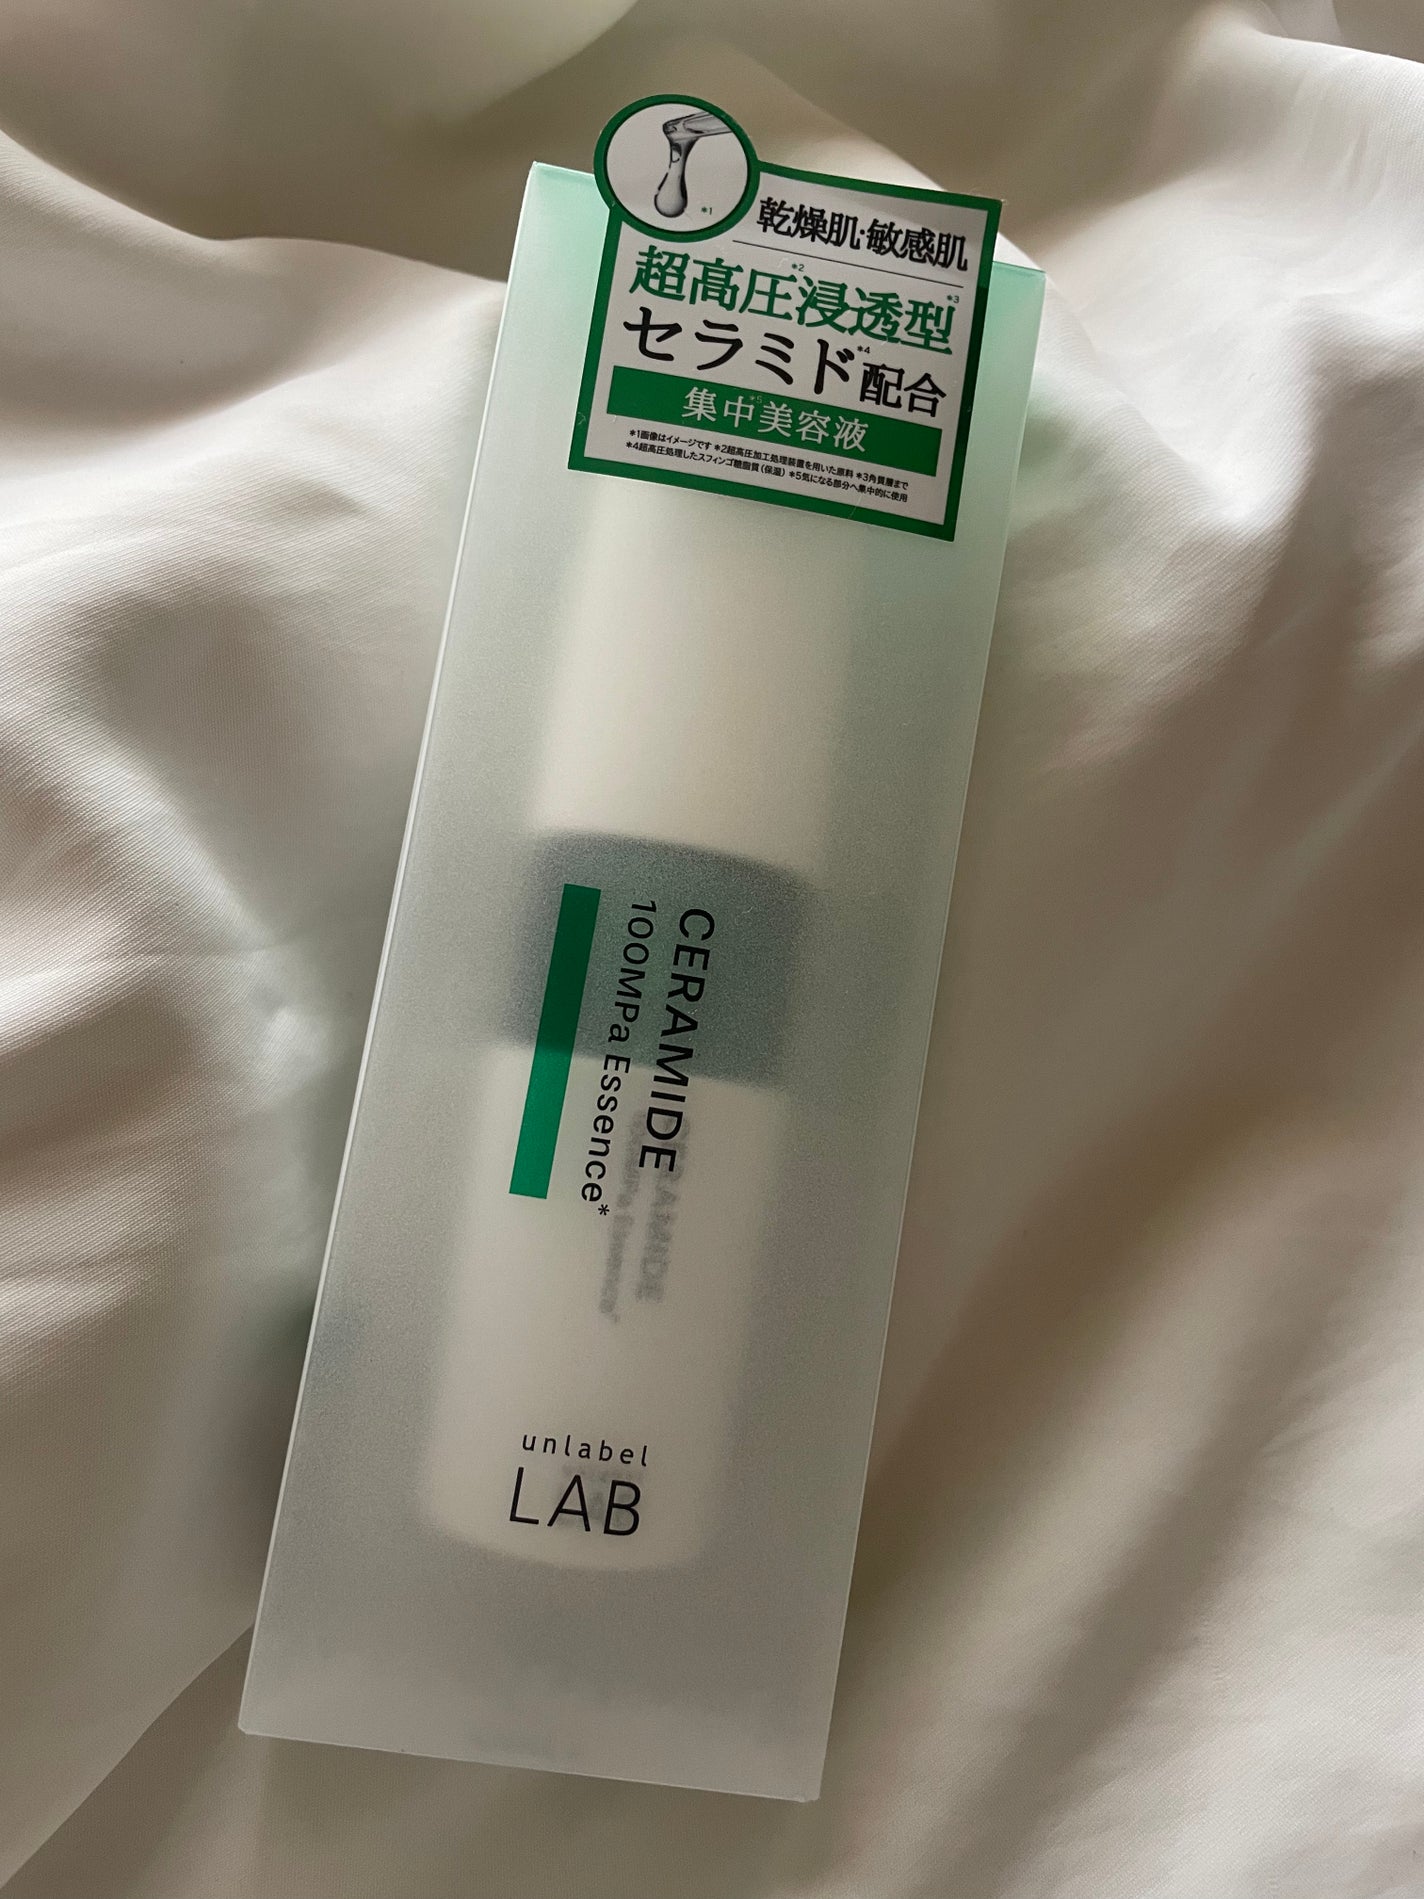 *1
乾燥肌・敏感肌
超高圧*2浸透型*3
セラミド*4配合
集中*5美容液
*1画像はイメージです *2超高圧加工処理装置を用いた原料 *3角質層まで
*4超高圧処理したスフィンゴ糖脂質(保湿) *5気になる部分へ集中的に使用
CERAMIDE
100MPa Essence*
CERAMIDE
100MPa Essence*
unlabel
LAB